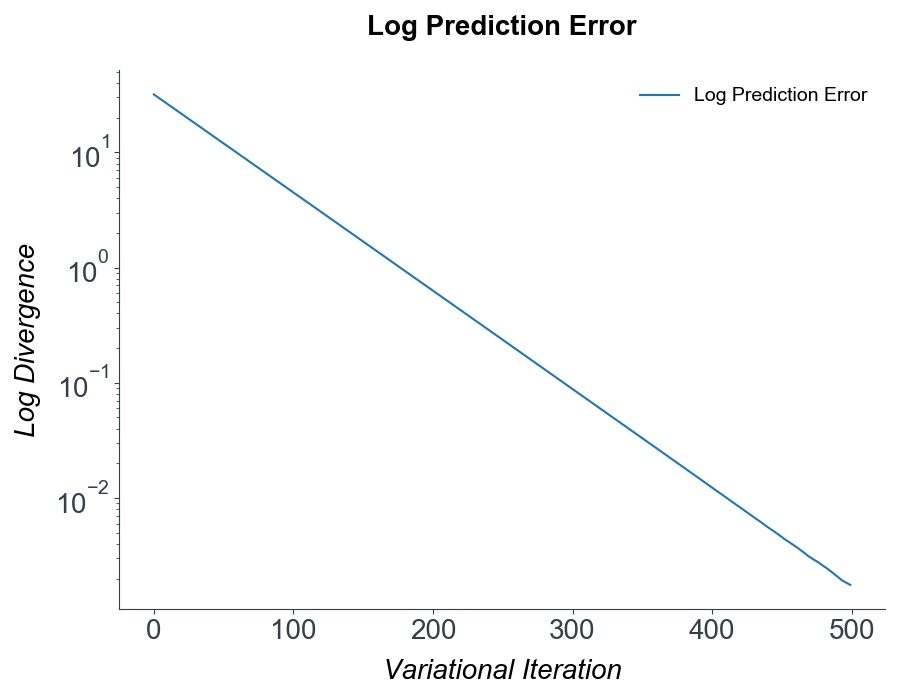 Log Prediction Error
Log Prediction Error
Log Divergence
10^1
10^0
10^−1
10^−2
0 100 200 300 400 500
Variational Iteration